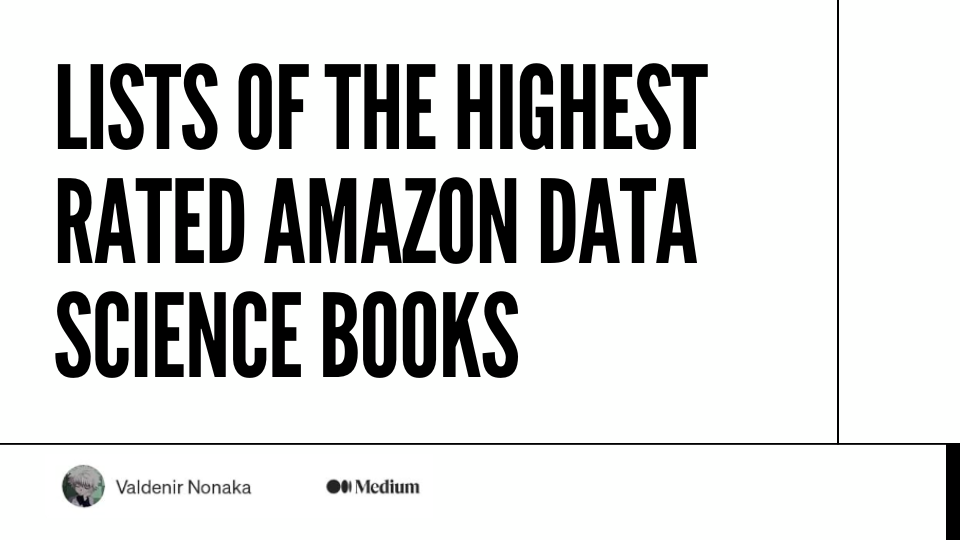 LISTS OF THE HIGHEST
RATED AMAZON DATA
SCIENCE BOOKS
Valdenir Nonaka
Medium